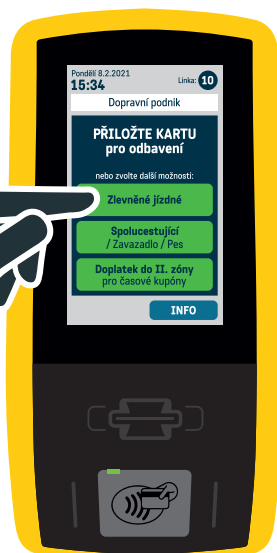 Pondělí 8.2.2021
15:34
Linka: 10
Dopravní podnik
PŘILOŽTE KARTU
pro odbavení
nebo zvolte další možnosti:
Zlevněné jízdné
Spolucestující
/ Zavazadlo / Pes
Doplatek do II. zóny
pro časové kupóny
INFO